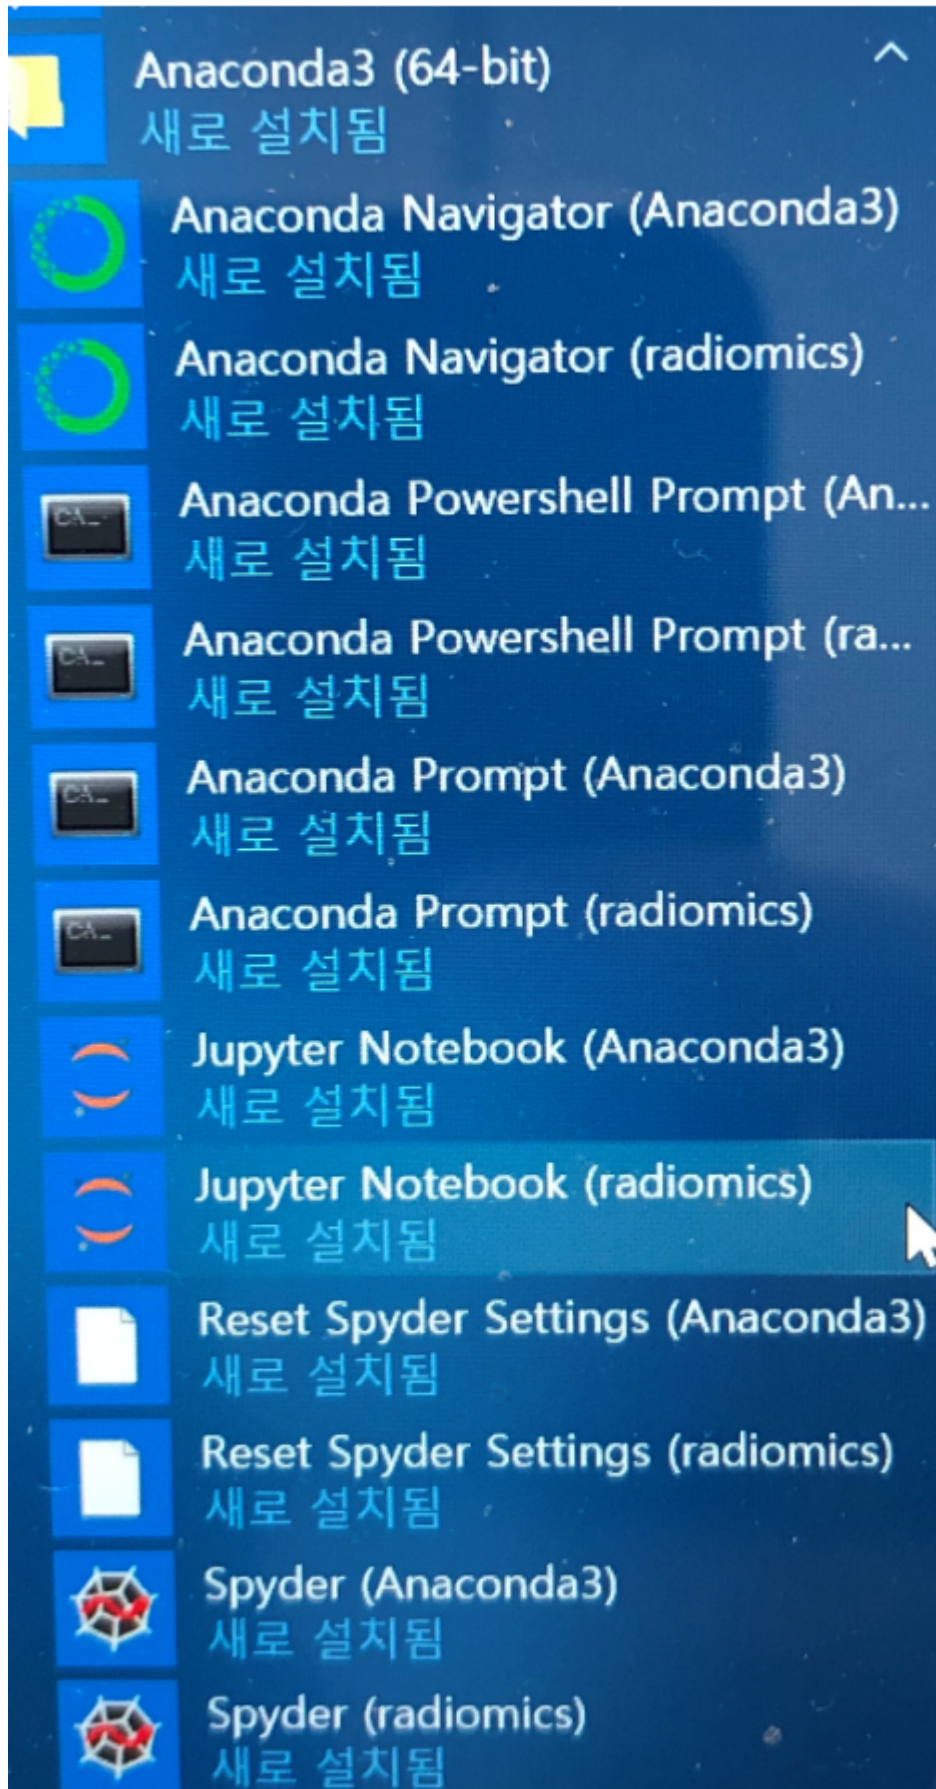 Anaconda3 (64-bit)
새로 설치됨
Anaconda Navigator (Anaconda3)
새로 설치됨
Anaconda Navigator (radiomics)
새로 설치됨
Anaconda Powershell Prompt (An...
새로 설치됨
Anaconda Powershell Prompt (ra...
새로 설치됨
Anaconda Prompt (Anaconda3)
새로 설치됨
Anaconda Prompt (radiomics)
새로 설치됨
Jupyter Notebook (Anaconda3)
새로 설치됨
Jupyter Notebook (radiomics)
새로 설치됨
Reset Spyder Settings (Anaconda3)
새로 설치됨
Reset Spyder Settings (radiomics)
새로 설치됨
Spyder (Anaconda3)
새로 설치됨
Spyder (radiomics)
새로 설치됨